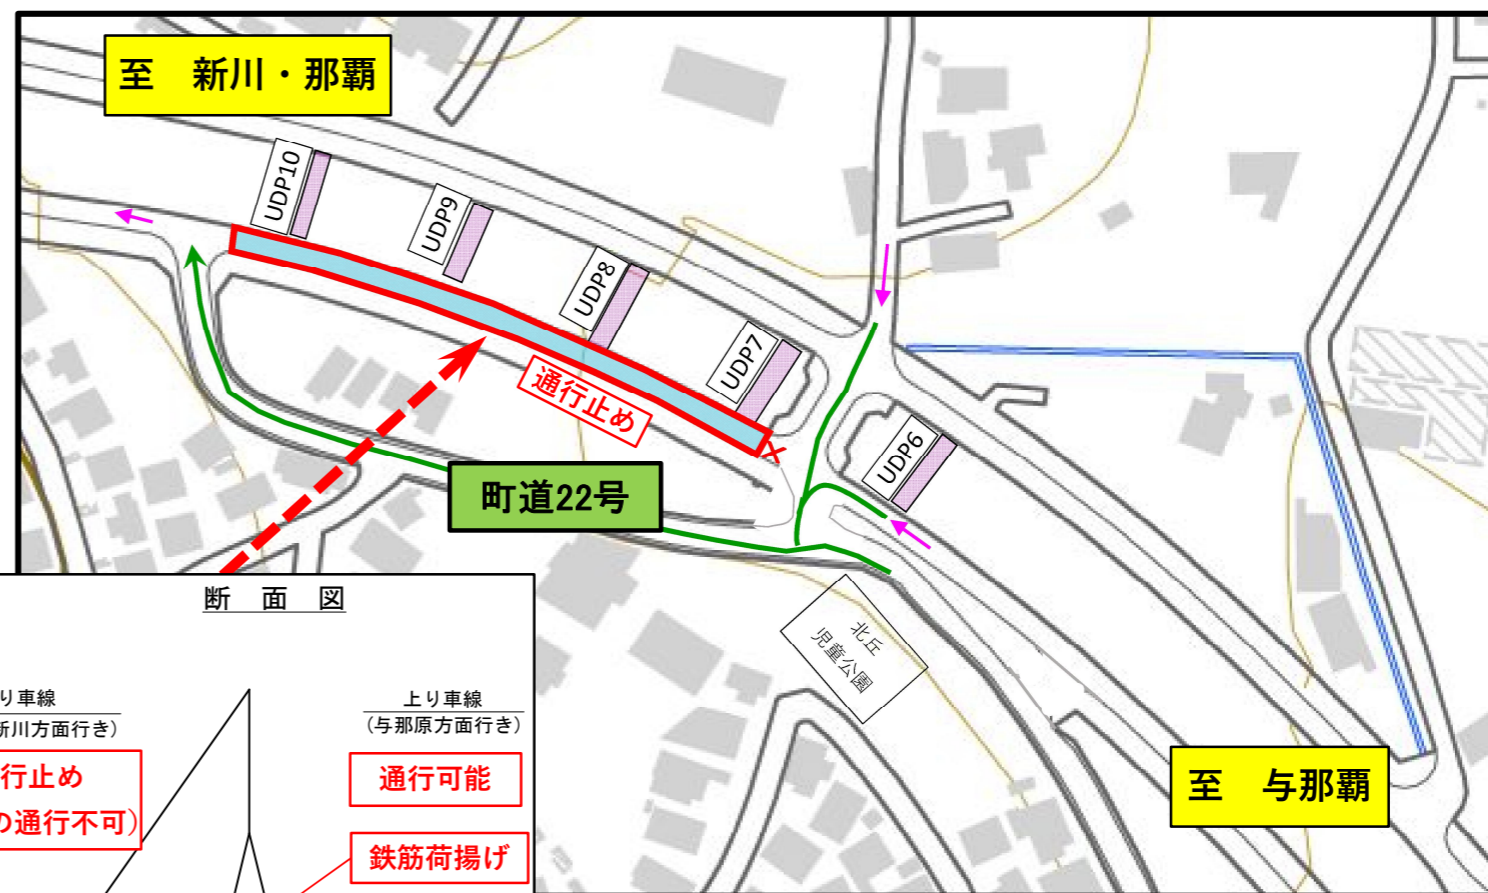 至　新川・那覇
UDP10
UDP9
UDP8
UDP7
UDP6
通行止め
町道22号
北丘
児童公園
至　与那覇
断　面　図
り車線
新川方面行き)
行止め
の通行不可)
上り車線
(与那原方面行き)
通行可能
鉄筋荷揚げ